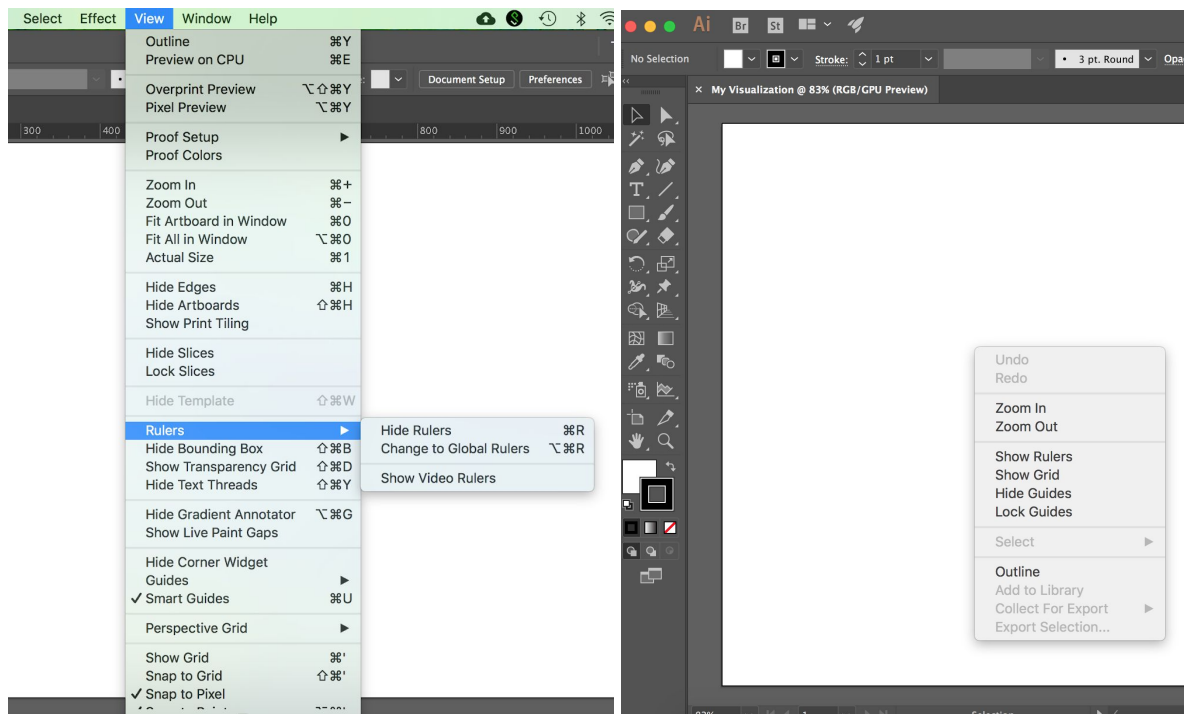 Select Effect View Window Help
Document Setup Preferences
300 400 800 900 1000
Outline ⌘Y
Preview on CPU ⌘E
Overprint Preview ⌥⇧⌘Y
Pixel Preview ⌥⌘Y
Proof Setup ▶
Proof Colors
Zoom In ⌘+
Zoom Out ⌘−
Fit Artboard in Window ⌘0
Fit All in Window ⌥⌘0
Actual Size ⌘1
Hide Edges ⌘H
Hide Artboards ⇧⌘H
Show Print Tiling
Hide Slices
Lock Slices
Hide Template ⇧⌘W
Rulers ▶
Hide Bounding Box ⇧⌘B
Show Transparency Grid ⇧⌘D
Hide Text Threads ⇧⌘Y
Hide Gradient Annotator ⌥⌘G
Show Live Paint Gaps
Hide Corner Widget
Guides ▶
✓ Smart Guides ⌘U
Perspective Grid ▶
Show Grid ⌘'
Snap to Grid ⇧⌘'
✓ Snap to Pixel
Hide Rulers ⌘R
Change to Global Rulers ⌥⌘R
Show Video Rulers
Ai Br St
No Selection Stroke: 1 pt 3 pt. Round
× My Visualization @ 83% (RGB/GPU Preview)
T
Undo
Redo
Zoom In
Zoom Out
Show Rulers
Show Grid
Hide Guides
Lock Guides
Select ▶
Outline
Add to Library
Collect For Export ▶
Export Selection...